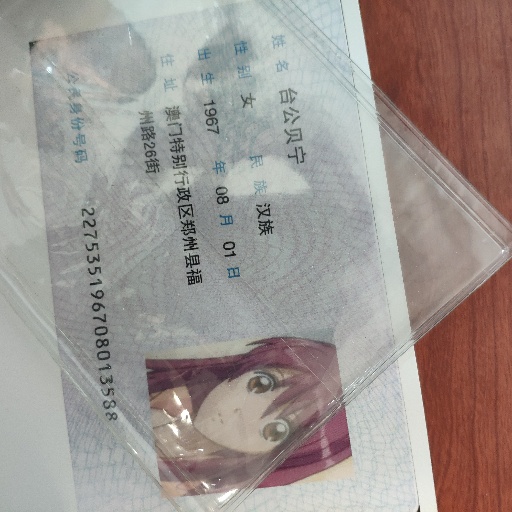 姓名 台公贝宁
性别 女 民族 汉族
出生 1967 年 08 月 01 日
住址 澳门特别行政区郑州县福
州路26街
公民身份号码 227535196708013588